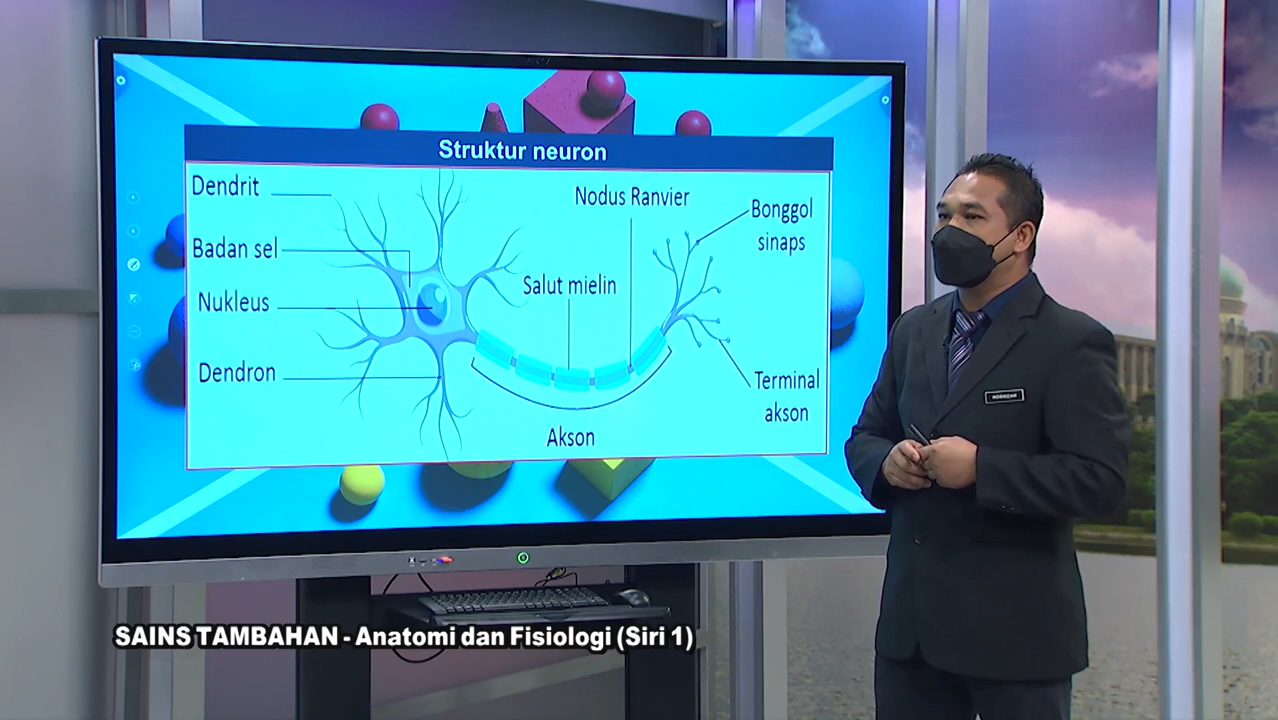 Struktur neuron
Dendrit
Badan sel
Nukleus
Dendron
Nodus Ranvier
Salut mielin
Bonggol
sinaps
Terminal
akson
Akson
SAINS TAMBAHAN - Anatomi dan Fisiologi (Siri 1)